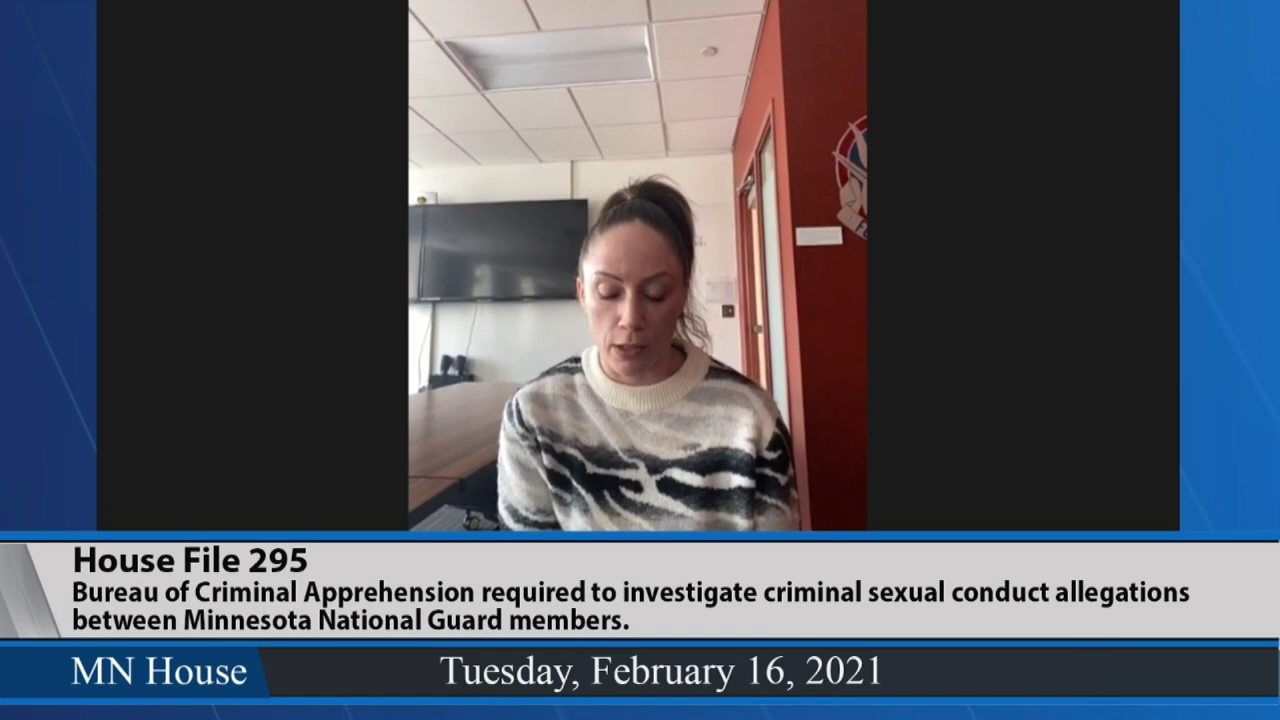 House File 295
Bureau of Criminal Apprehension required to investigate criminal sexual conduct allegations
between Minnesota National Guard members.
MN House
Tuesday, February 16, 2021